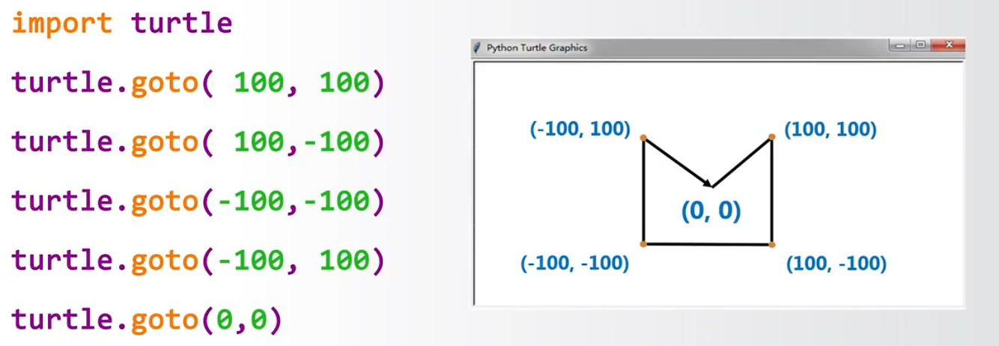 import turtle
turtle.goto( 100, 100)
turtle.goto( 100,-100)
turtle.goto(-100,-100)
turtle.goto(-100, 100)
turtle.goto(0,0)
Python Turtle Graphics
(-100, 100)
(100, 100)
(0, 0)
(-100, -100)
(100, -100)